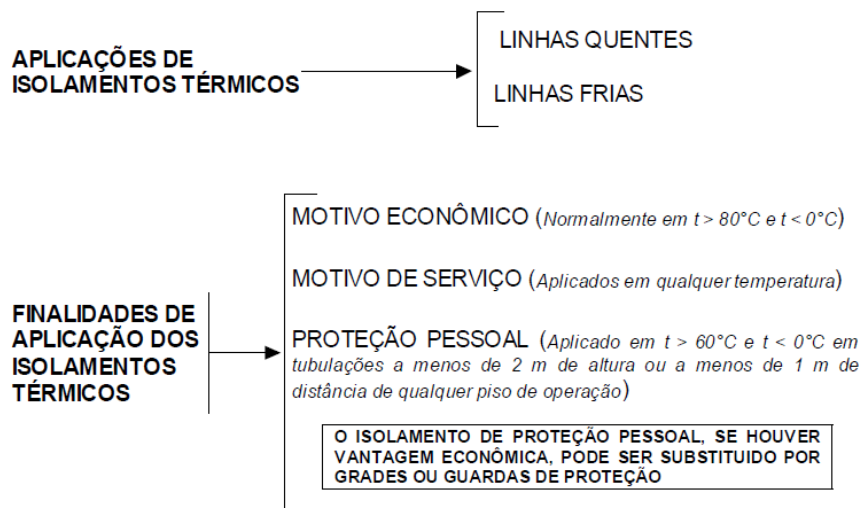 APLICAÇÕES DE
ISOLAMENTOS TÉRMICOS
LINHAS QUENTES
LINHAS FRIAS
FINALIDADES DE
APLICAÇÃO DOS
ISOLAMENTOS
TÉRMICOS
MOTIVO ECONÔMICO (Normalmente em t > 80°C e t < 0°C)
MOTIVO DE SERVIÇO (Aplicados em qualquer temperatura)
PROTEÇÃO PESSOAL (Aplicado em t > 60°C e t < 0°C em
tubulações a menos de 2 m de altura ou a menos de 1 m de
distância de qualquer piso de operação)
O ISOLAMENTO DE PROTEÇÃO PESSOAL, SE HOUVER
VANTAGEM ECONÔMICA, PODE SER SUBSTITUIDO POR
GRADES OU GUARDAS DE PROTEÇÃO